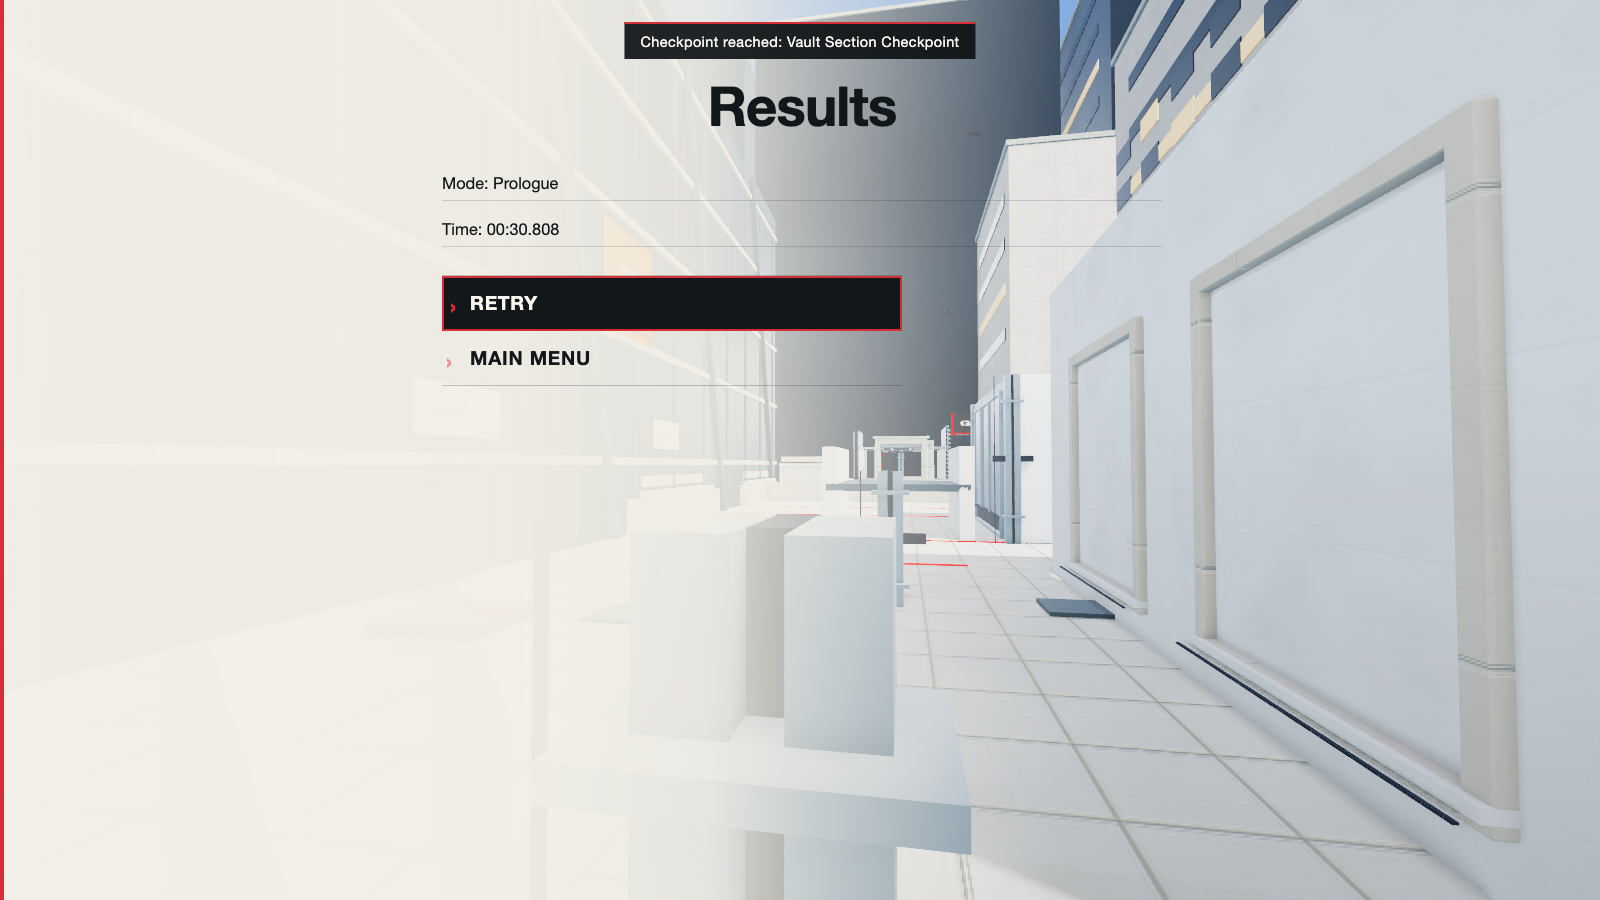 Checkpoint reached: Vault Section Checkpoint
Results
Mode: Prologue
Time: 00:30.808
› RETRY
› MAIN MENU